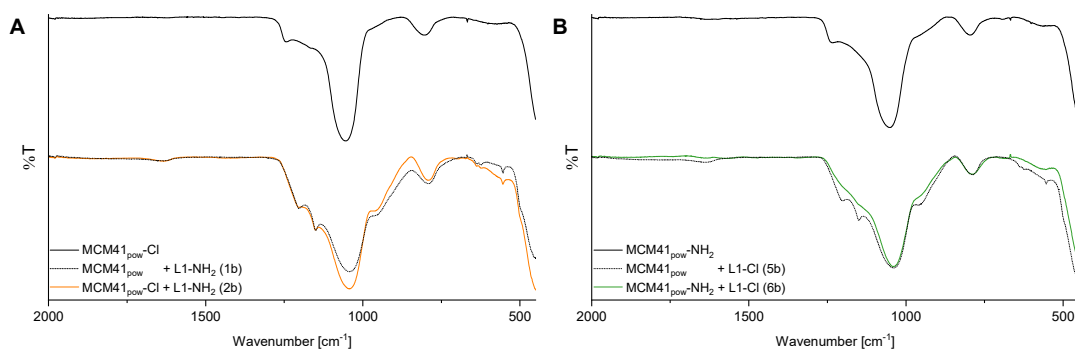 A
%T
MCM41pow-Cl
MCM41pow + L1-NH2 (1b)
MCM41pow-Cl + L1-NH2 (2b)
2000 1500 1000 500
Wavenumber [cm-1]
B
%T
MCM41pow-NH2
MCM41pow + L1-Cl (5b)
MCM41pow-NH2 + L1-Cl (6b)
2000 1500 1000 500
Wavenumber [cm-1]